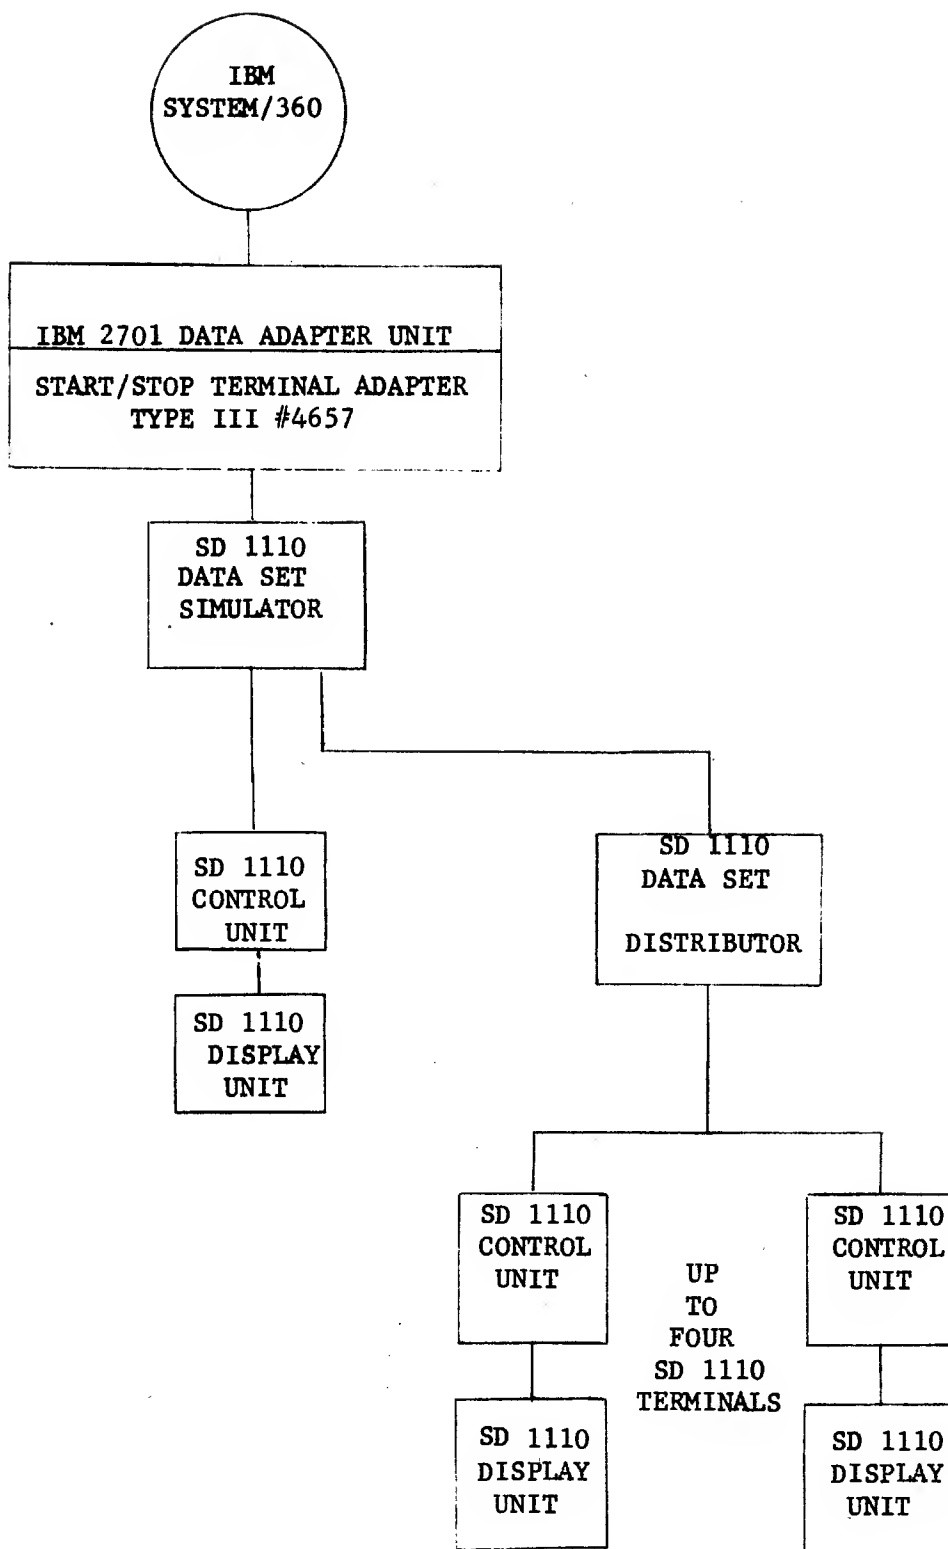 IBM
SYSTEM/360
IBM 2701 DATA ADAPTER UNIT
START/STOP TERMINAL ADAPTER
TYPE III #4657
SD 1110
DATA SET
SIMULATOR
SD 1110
CONTROL
UNIT
SD 1110
DISPLAY
UNIT
SD 1110
DATA SET
DISTRIBUTOR
SD 1110
CONTROL
UNIT
SD 1110
DISPLAY
UNIT
UP
TO
FOUR
SD 1110
TERMINALS
SD 1110
CONTROL
UNIT
SD 1110
DISPLAY
UNIT